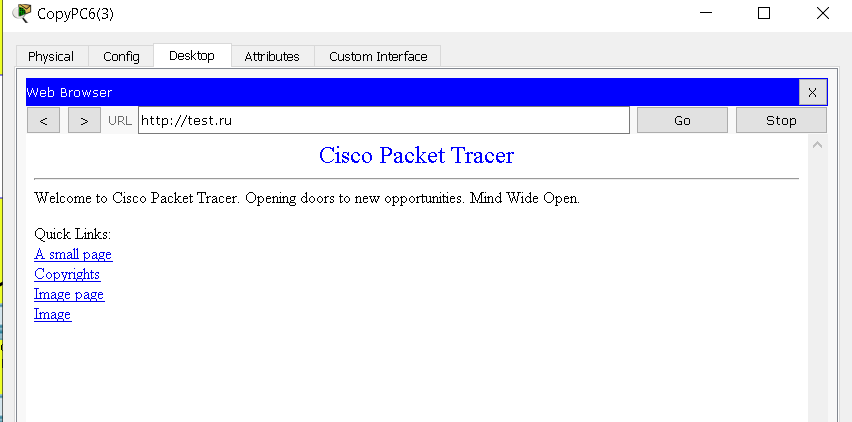 CopyPC6(3)
Physical Config Desktop Attributes Custom Interface
Web Browser X
< > URL http://test.ru Go Stop
Cisco Packet Tracer
Welcome to Cisco Packet Tracer. Opening doors to new opportunities. Mind Wide Open.
Quick Links:
A small page
Copyrights
Image page
Image